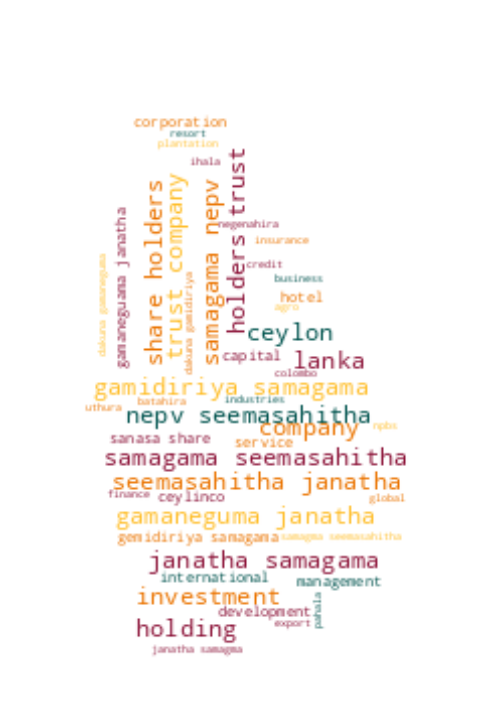 corporation
resort
plantation
ihala
holders trust
share holders
trust company
samagama nepv
gamaneguama janatha
dakuna gamaneguma
dakuna gamidiriya
negenahira
insurance
credit
business
hotel
agro
ceylon
capital
lanka
colombo
gamidiriya samagama
batahira
industries
uthura
nepv seemasahitha
company
npbs
sanasa share
service
samagama seemasahitha
seemasahitha janatha
finance
ceylinco
global
gamaneguma janatha
gemidiriya samagama
samagma seemasahitha
janatha samagama
international
management
investment
pahala
development
export
holding
janatha samagma